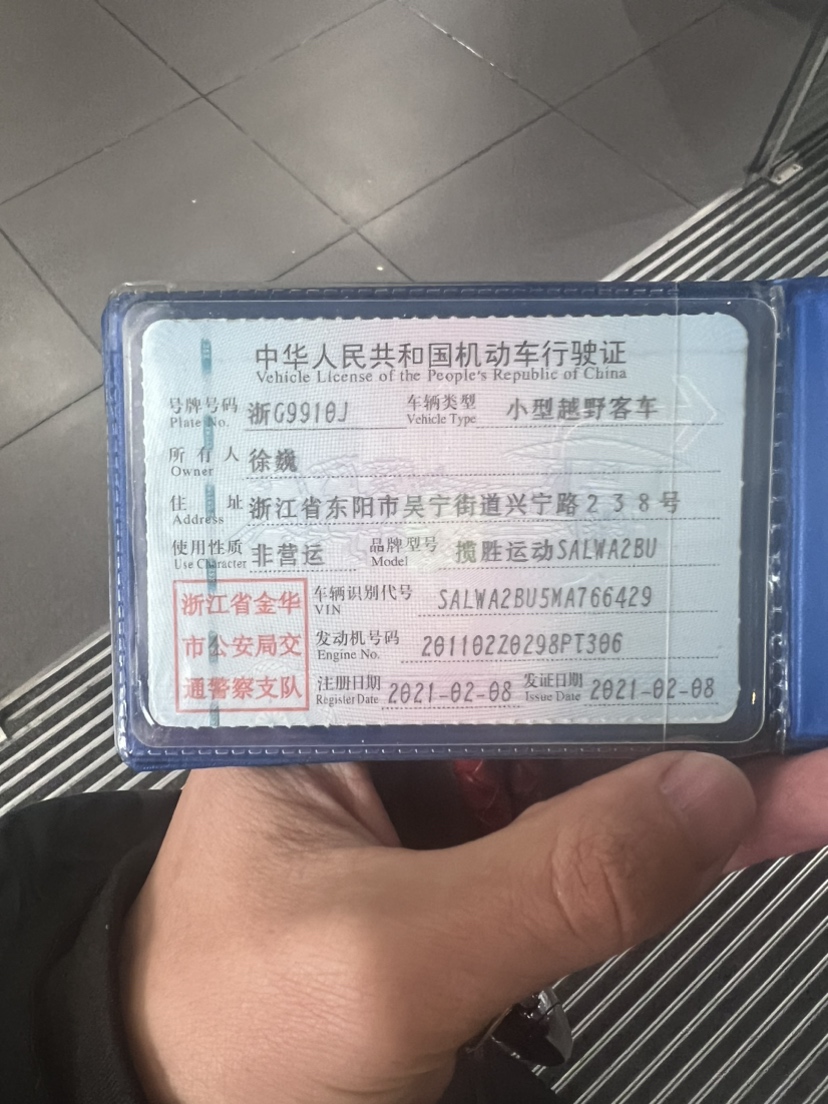 中华人民共和国机动车行驶证
Vehicle License of the People's Republic of China
号牌号码 浙G9910J 车辆类型 小型越野客车
Plate No. Vehicle Type
所有人 徐巍
Owner
住址 浙江省东阳市吴宁街道兴宁路238号
Address
使用性质 非营运 品牌型号 揽胜运动SALWA2BU
Use Character Model
浙江省金华
市公安局交
通警察支队
车辆识别代号 SALWA2BU5MA766429
VIN
发动机号码 201102Z0298PT306
Engine No.
注册日期 2021-02-08 发证日期 2021-02-08
Register Date Issue Date